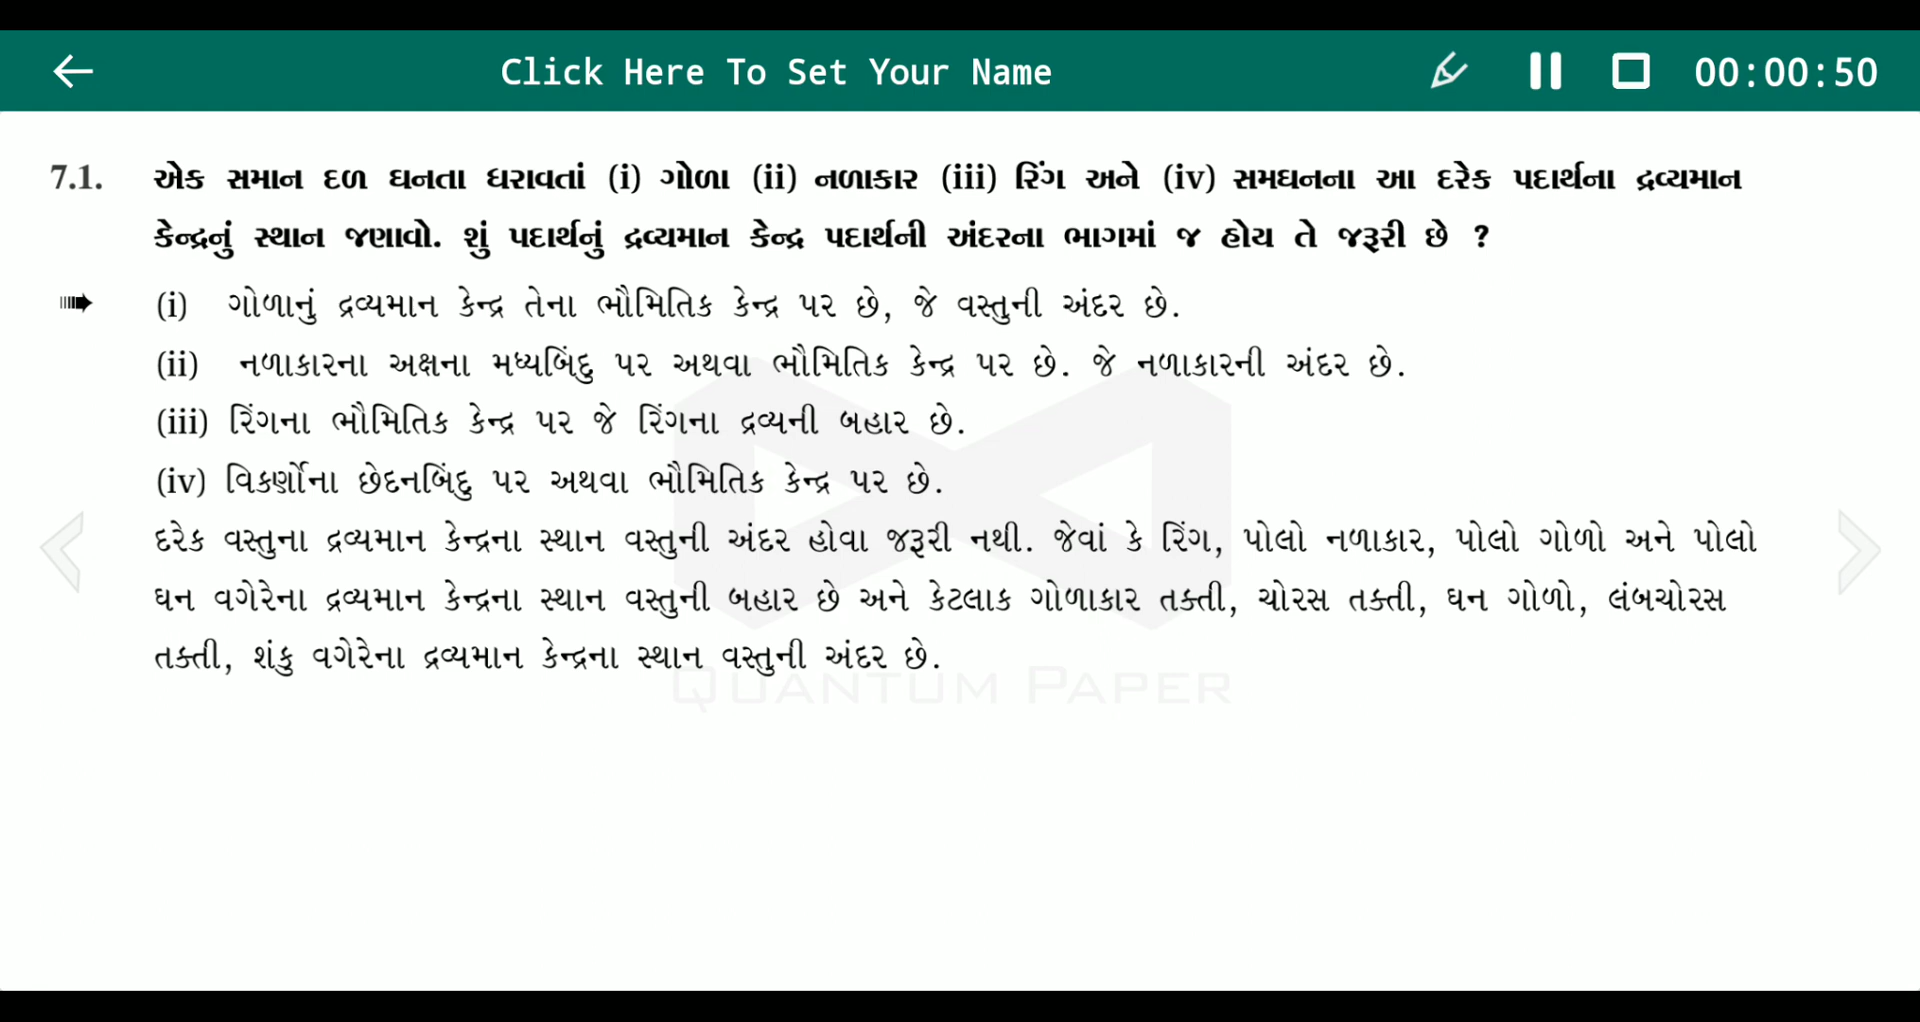 Click Here To Set Your Name 00:00:50
7.1. એક સમાન દળ ઘનતા ધરાવતાં (i) ગોળા (ii) નળાકાર (iii) રિંગ અને (iv) સમઘનના આ દરેક પદાર્થના દ્રવ્યમાન
કેન્દ્રનું સ્થાન જણાવો. શું પદાર્થનું દ્રવ્યમાન કેન્દ્ર પદાર્થની અંદરના ભાગમાં જ હોય તે જરૂરી છે ?
(i) ગોળાનું દ્રવ્યમાન કેન્દ્ર તેના ભૌમિતિક કેન્દ્ર પર છે, જે વસ્તુની અંદર છે.
(ii) નળાકારના અક્ષના મધ્યબિંદુ પર અથવા ભૌમિતિક કેન્દ્ર પર છે. જે નળાકારની અંદર છે.
(iii) રિંગના ભૌમિતિક કેન્દ્ર પર જે રિંગના દ્રવ્યની બહાર છે.
(iv) વિકર્ણોના છેદનબિંદુ પર અથવા ભૌમિતિક કેન્દ્ર પર છે.
દરેક વસ્તુના દ્રવ્યમાન કેન્દ્રના સ્થાન વસ્તુની અંદર હોવા જરૂરી નથી. જેવાં કે રિંગ, પોલો નળાકાર, પોલો ગોળો અને પોલો
ઘન વગેરેના દ્રવ્યમાન કેન્દ્રના સ્થાન વસ્તુની બહાર છે અને કેટલાક ગોળાકાર તક્તી, ચોરસ તક્તી, ઘન ગોળો, લંબચોરસ
તક્તી, શંકુ વગેરેના દ્રવ્યમાન કેન્દ્રના સ્થાન વસ્તુની અંદર છે.
QUANTUM PAPER